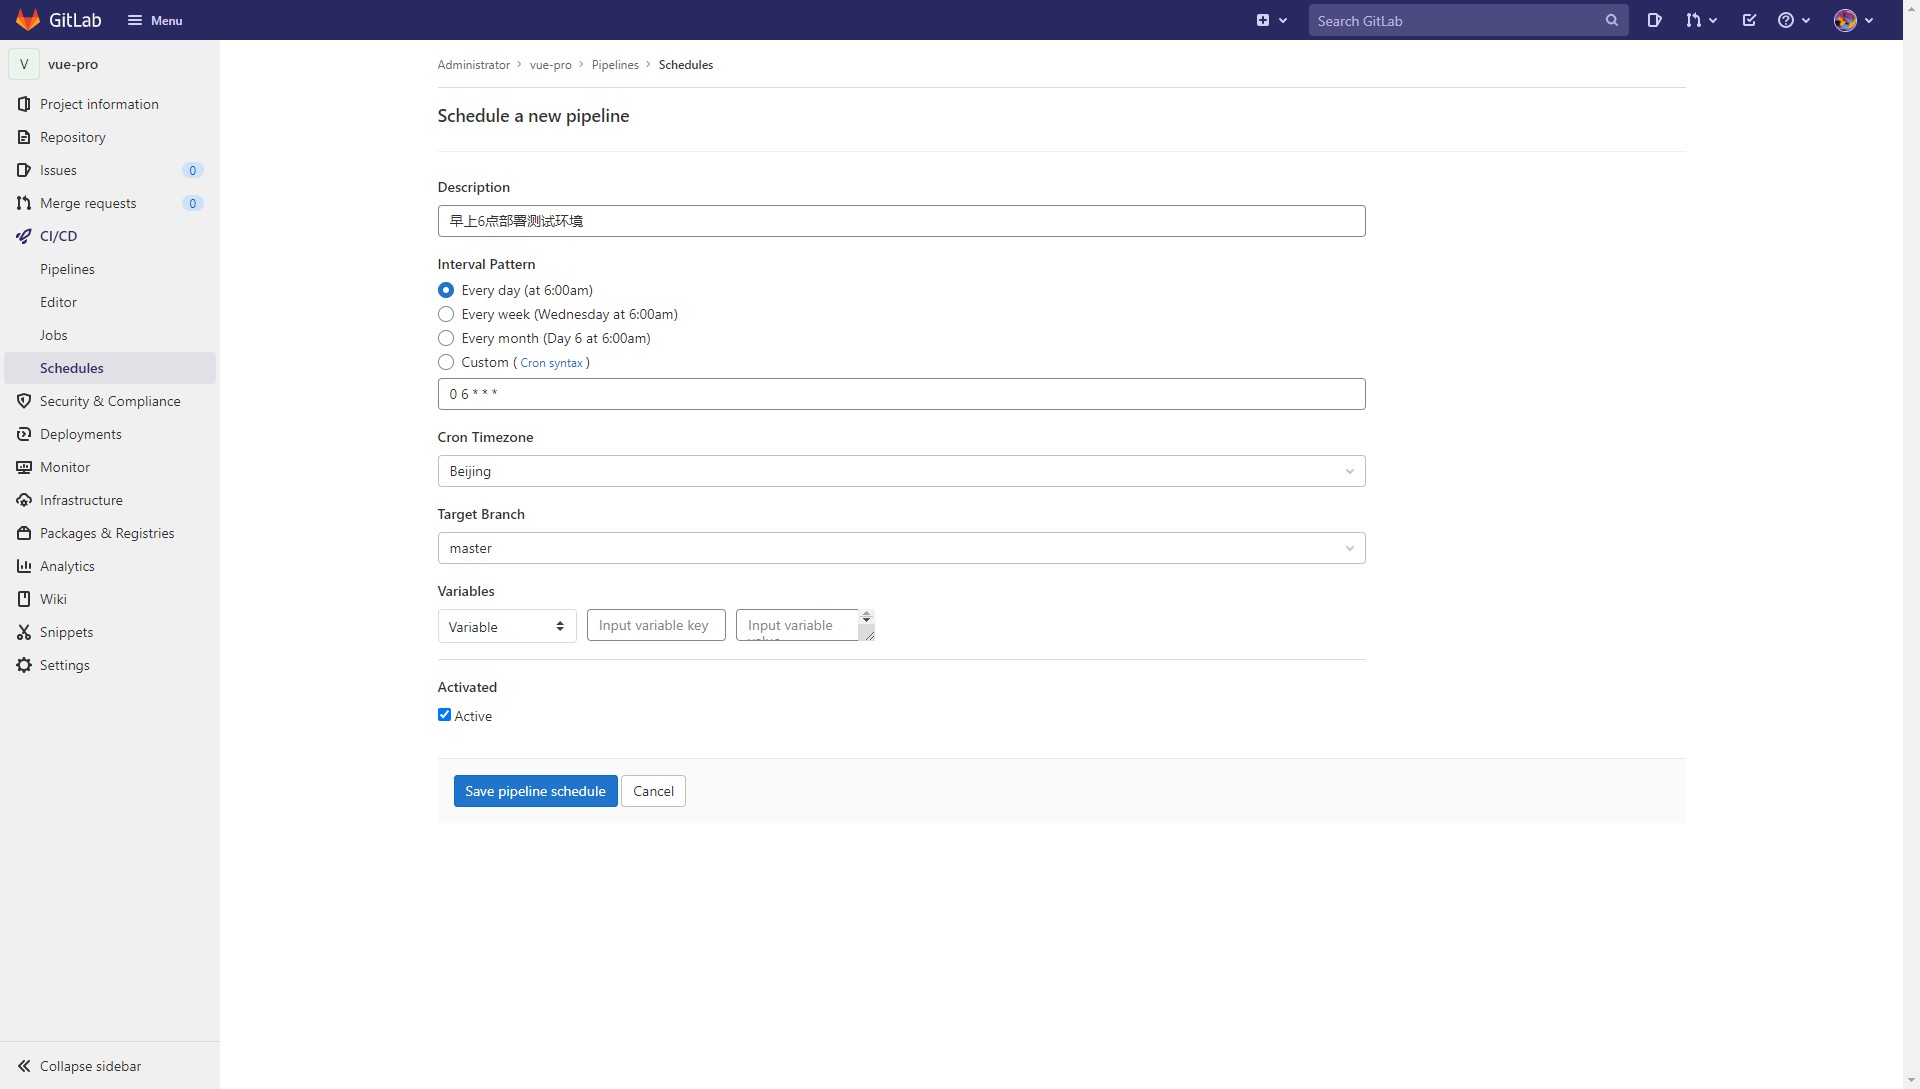 GitLab
Menu
Search GitLab
V vue-pro
Project information
Repository
Issues 0
Merge requests 0
CI/CD
Pipelines
Editor
Jobs
Schedules
Security & Compliance
Deployments
Monitor
Infrastructure
Packages & Registries
Analytics
Wiki
Snippets
Settings
Collapse sidebar
Administrator > vue-pro > Pipelines > Schedules
Schedule a new pipeline
Description
早上6点部署测试环境
Interval Pattern
Every day (at 6:00am)
Every week (Wednesday at 6:00am)
Every month (Day 6 at 6:00am)
Custom ( Cron syntax )
0 6 * * *
Cron Timezone
Beijing
Target Branch
master
Variables
Variable
Input variable key
Input variable
Activated
Active
Save pipeline schedule
Cancel